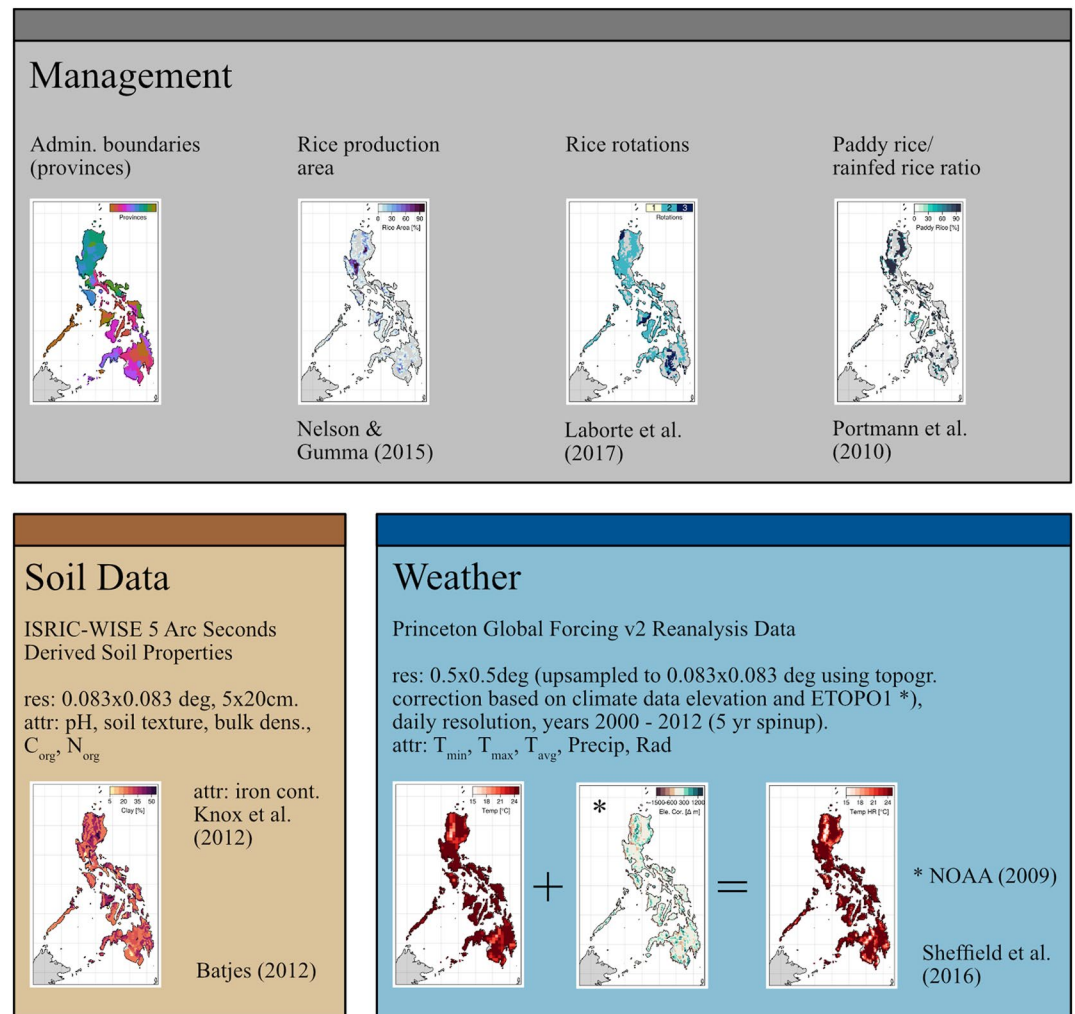 Management
Admin. boundaries
(provinces)
Rice production
area
Rice rotations
Paddy rice/
rainfed rice ratio
Provinces
0 30 60 90
Rice Area [%]
1 2 3
Rotations
0 30 60 90
Paddy Rice [%]
Nelson &
Gumma (2015)
Laborte et al.
(2017)
Portmann et al.
(2010)
Soil Data
ISRIC-WISE 5 Arc Seconds
Derived Soil Properties
res: 0.083x0.083 deg, 5x20cm.
attr: pH, soil texture, bulk dens.,
Corg, Norg
5 20 35 50
Clay [%]
attr: iron cont.
Knox et al.
(2012)
Batjes (2012)
Weather
Princeton Global Forcing v2 Reanalysis Data
res: 0.5x0.5deg (upsampled to 0.083x0.083 deg using topogr.
correction based on climate data elevation and ETOPO1 *),
daily resolution, years 2000 - 2012 (5 yr spinup).
attr: Tmin, Tmax, Tavg, Precip, Rad
15 18 21 24
Temp [°C]
+
*
-1500 -600 300 1200
Ele. Cor. [Δ m]
=
15 18 21 24
Temp HR [°C]
* NOAA (2009)
Sheffield et al.
(2016)